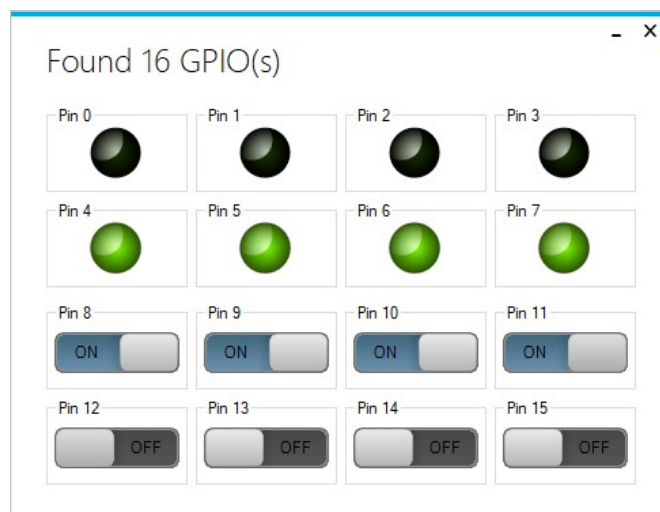 Found 16 GPIO(s)
Pin 0 Pin 1 Pin 2 Pin 3
Pin 4 Pin 5 Pin 6 Pin 7
Pin 8 Pin 9 Pin 10 Pin 11
ON ON ON ON
Pin 12 Pin 13 Pin 14 Pin 15
OFF OFF OFF OFF